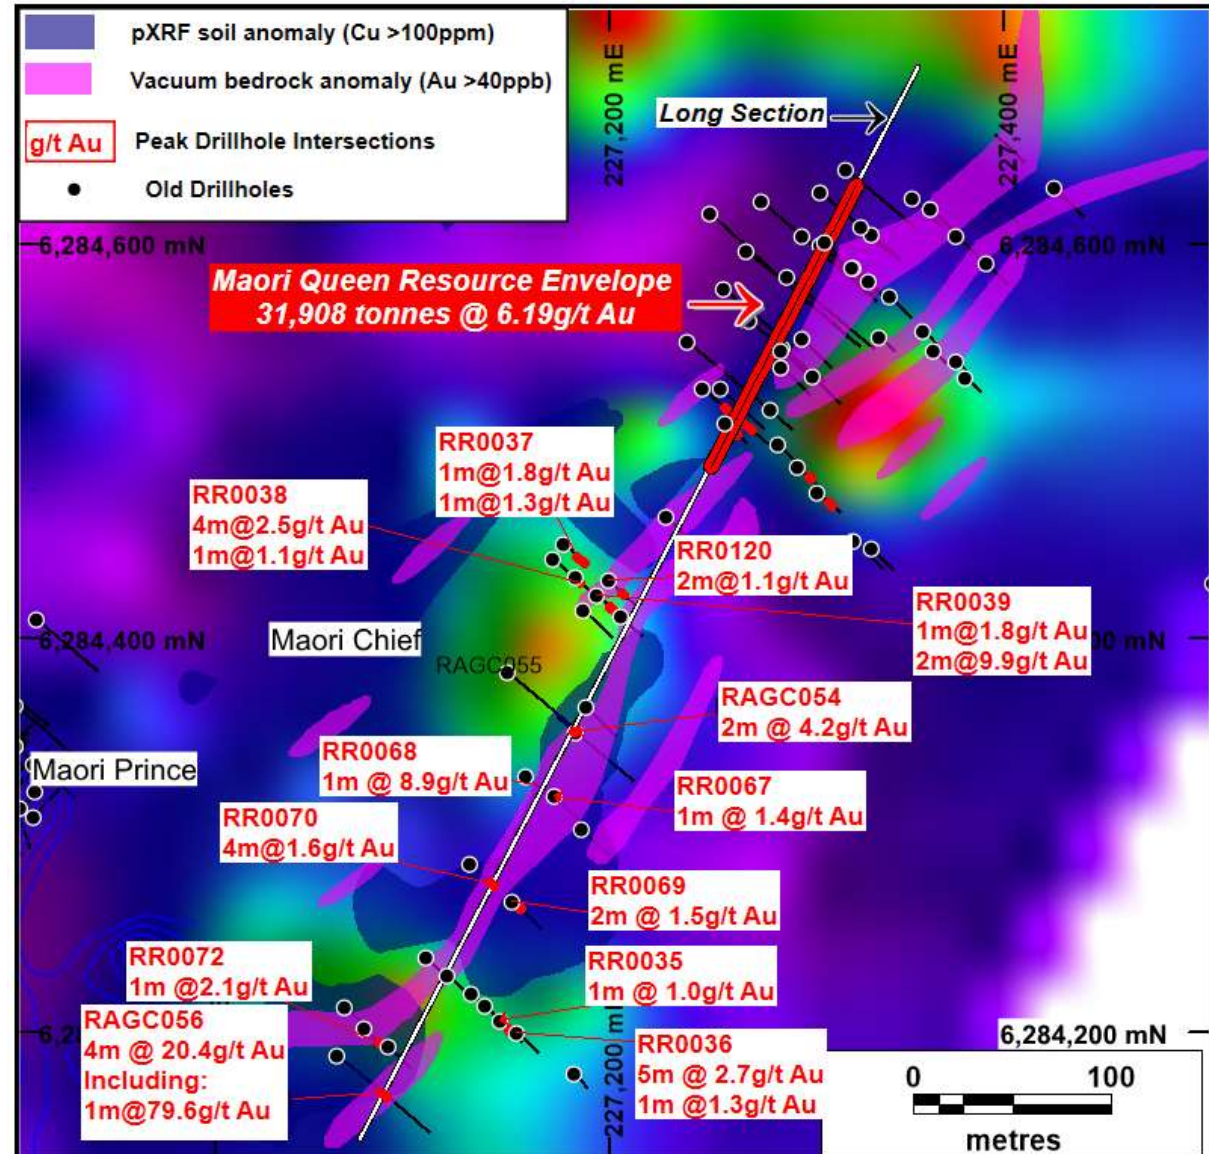 pXRF soil anomaly (Cu >100ppm)
Vacuum bedrock anomaly (Au >40ppb)
g/t Au
Peak Drillhole Intersections
Old Drillholes
227,200 mE
227,400 mE
Long Section
6,284,600 mN
6,284,600 mN
Maori Queen Resource Envelope
31,908 tonnes @ 6.19g/t Au
RR0037
1m@1.8g/t Au
1m@1.3g/t Au
RR0038
4m@2.5g/t Au
1m@1.1g/t Au
RR0120
2m@1.1g/t Au
RR0039
1m@1.8g/t Au
2m@9.9g/t Au
6,284,400 mN
Maori Chief
RAGC055
RAGC054
2m @ 4.2g/t Au
Maori Prince
RR0068
1m @ 8.9g/t Au
RR0067
1m @ 1.4g/t Au
RR0070
4m@1.6g/t Au
RR0069
2m @ 1.5g/t Au
RR0072
1m @2.1g/t Au
RR0035
1m @ 1.0g/t Au
RAGC056
4m @ 20.4g/t Au
Including:
1m@79.6g/t Au
RR0036
5m @ 2.7g/t Au
1m @1.3g/t Au
6,284,200 mN
0 100
metres